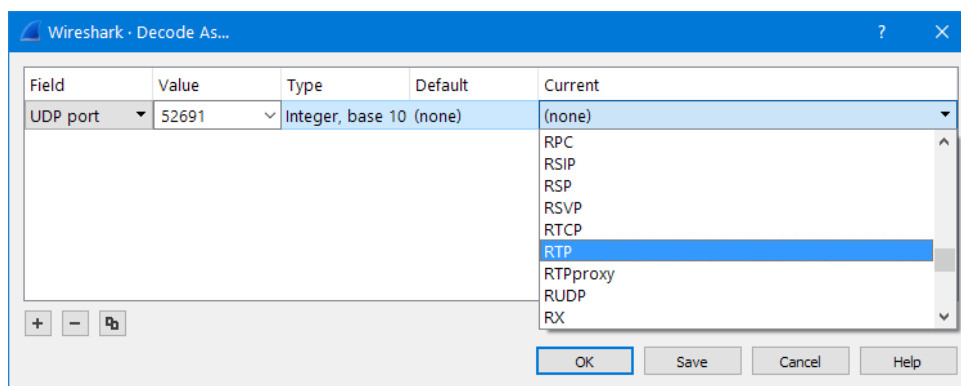 Wireshark · Decode As...
?
Field Value Type Default Current
UDP port 52691 Integer, base 10 (none) (none)
RPC
RSIP
RSP
RSVP
RTCP
RTP
RTPproxy
RUDP
RX
OK Save Cancel Help